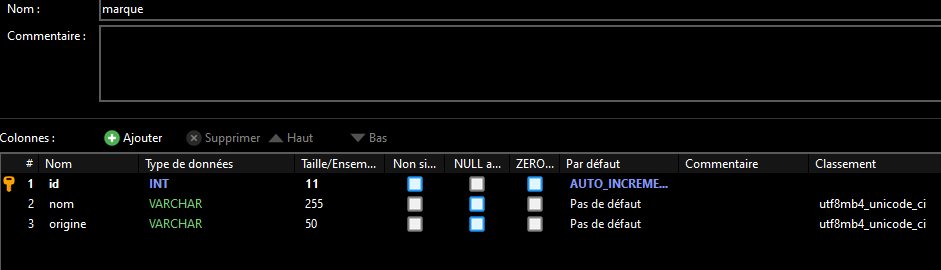 Nom : marque
Commentaire :
Colonnes : Ajouter Supprimer Haut Bas
# Nom Type de données Taille/Ensem... Non si... NULL a... ZERO... Par défaut Commentaire Classement
1 id INT 11 AUTO_INCREME...
2 nom VARCHAR 255 Pas de défaut utf8mb4_unicode_ci
3 origine VARCHAR 50 Pas de défaut utf8mb4_unicode_ci